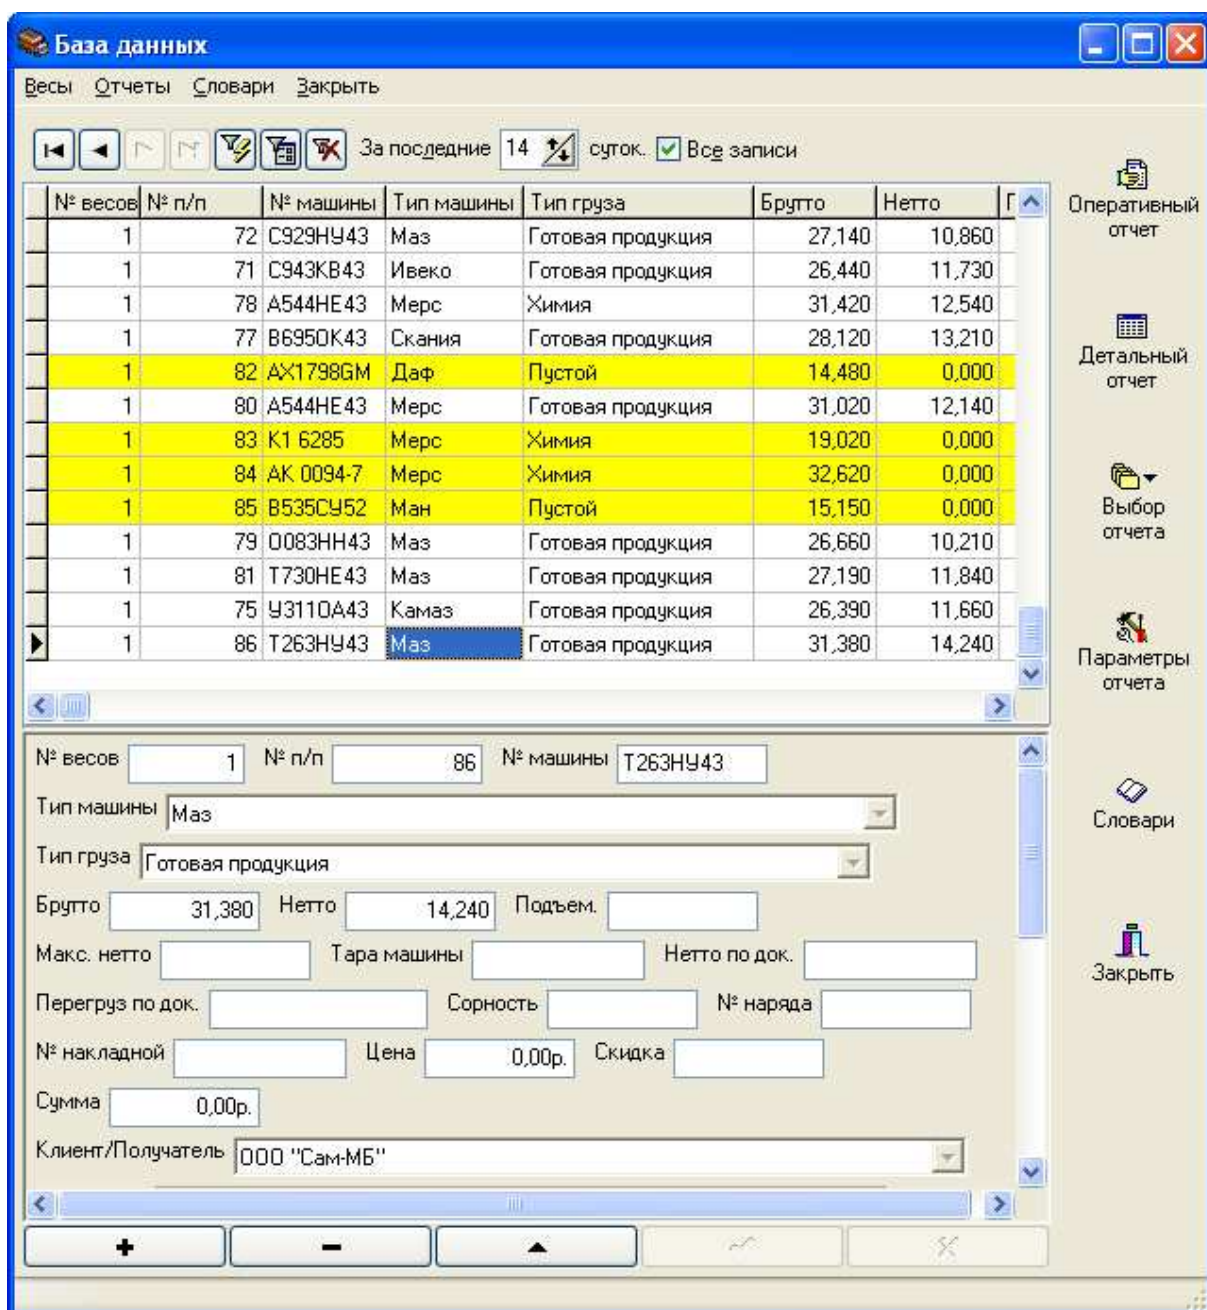 База данных
Весы Отчеты Словари Закрыть
За последние 14 суток. Все записи
№ весов № п/п № машины Тип машины Тип груза Брутто Нетто
1 72 С929НУ43 Маз Готовая продукция 27,140 10,860
1 71 С943КВ43 Ивеко Готовая продукция 26,440 11,730
1 78 А544НЕ43 Мерс Химия 31,420 12,540
1 77 В695ОК43 Скания Готовая продукция 28,120 13,210
1 82 АХ1798GM Даф Пустой 14,480 0,000
1 80 А544НЕ43 Мерс Готовая продукция 31,020 12,140
1 83 К1 6285 Мерс Химия 19,020 0,000
1 84 АК 0094-7 Мерс Химия 32,620 0,000
1 85 В535СУ52 Ман Пустой 15,150 0,000
1 79 О083НН43 Маз Готовая продукция 26,660 10,210
1 81 Т730НЕ43 Маз Готовая продукция 27,190 11,840
1 75 У311ОА43 Камаз Готовая продукция 26,390 11,660
1 86 Т263НУ43 Маз Готовая продукция 31,380 14,240
Оперативный
отчет
Детальный
отчет
Выбор
отчета
Параметры
отчета
Словари
Закрыть
№ весов 1 № п/п 86 № машины Т263НУ43
Тип машины Маз
Тип груза Готовая продукция
Брутто 31,380 Нетто 14,240 Подъем.
Макс. нетто Тара машины Нетто по док.
Перегруз по док. Сорность № наряда
№ накладной Цена 0,00р. Скидка
Сумма 0,00р.
Клиент/Получатель ООО "Сам-МБ"